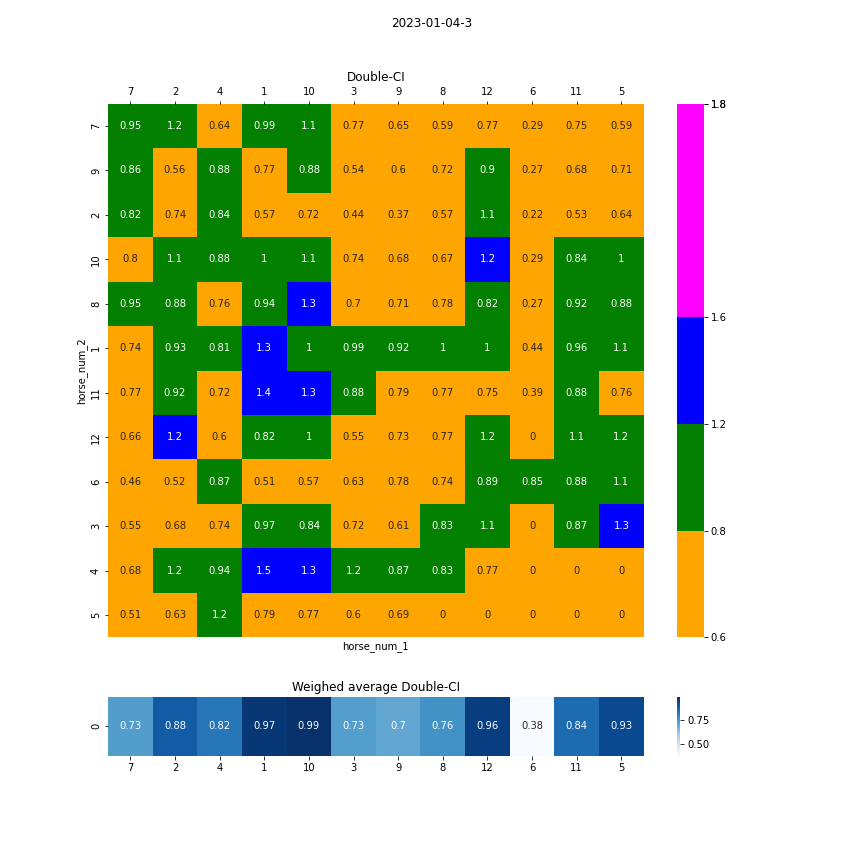 2023-01-04-3
Double-CI
7 2 4 1 10 3 9 8 12 6 11 5
7 0.95 1.2 0.64 0.99 1.1 0.77 0.65 0.59 0.77 0.29 0.75 0.59
9 0.86 0.56 0.88 0.77 0.88 0.54 0.6 0.72 0.9 0.27 0.68 0.71
2 0.82 0.74 0.84 0.57 0.72 0.44 0.37 0.57 1.1 0.22 0.53 0.64
10 0.8 1.1 0.88 1 1.1 0.74 0.68 0.67 1.2 0.29 0.84 1
8 0.95 0.88 0.76 0.94 1.3 0.7 0.71 0.78 0.82 0.27 0.92 0.88
1 0.74 0.93 0.81 1.3 1 0.99 0.92 1 1 0.44 0.96 1.1
11 0.77 0.92 0.72 1.4 1.3 0.88 0.79 0.77 0.75 0.39 0.88 0.76
12 0.66 1.2 0.6 0.82 1 0.55 0.73 0.77 1.2 0 1.1 1.2
6 0.46 0.52 0.87 0.51 0.57 0.63 0.78 0.74 0.89 0.85 0.88 1.1
3 0.55 0.68 0.74 0.97 0.84 0.72 0.61 0.83 1.1 0 0.87 1.3
4 0.68 1.2 0.94 1.5 1.3 1.2 0.87 0.83 0.77 0 0 0
5 0.51 0.63 1.2 0.79 0.77 0.6 0.69 0 0 0 0 0
horse_num_2
horse_num_1
1.8
1.6
1.2
0.8
0.6
Weighed average Double-CI
0 0.73 0.88 0.82 0.97 0.99 0.73 0.7 0.76 0.96 0.38 0.84 0.93
7 2 4 1 10 3 9 8 12 6 11 5
0.75
0.50